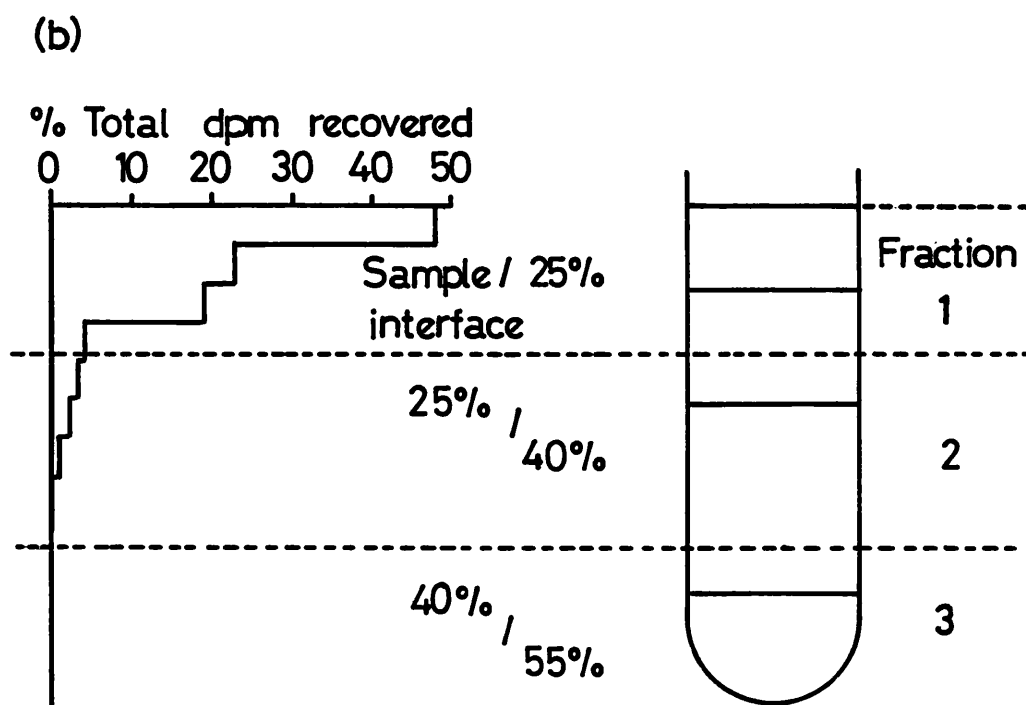 (b)
% Total dpm recovered
0 10 20 30 40 50
Sample / 25%
interface
Fraction
1
25% /
40%
2
40% /
55%
3